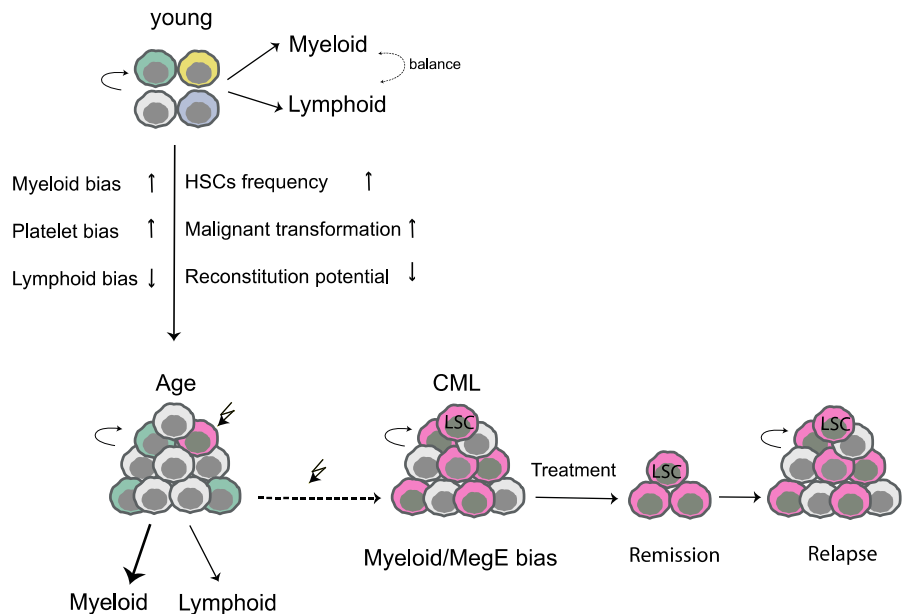 young
Myeloid
balance
Lymphoid
Myeloid bias ↑ HSCs frequency ↑
Platelet bias ↑ Malignant transformation ↑
Lymphoid bias ↓ Reconstitution potential ↓
Age
CML
LSC
LSC
Treatment
LSC
Myeloid/MegE bias
Remission
Relapse
Myeloid
Lymphoid